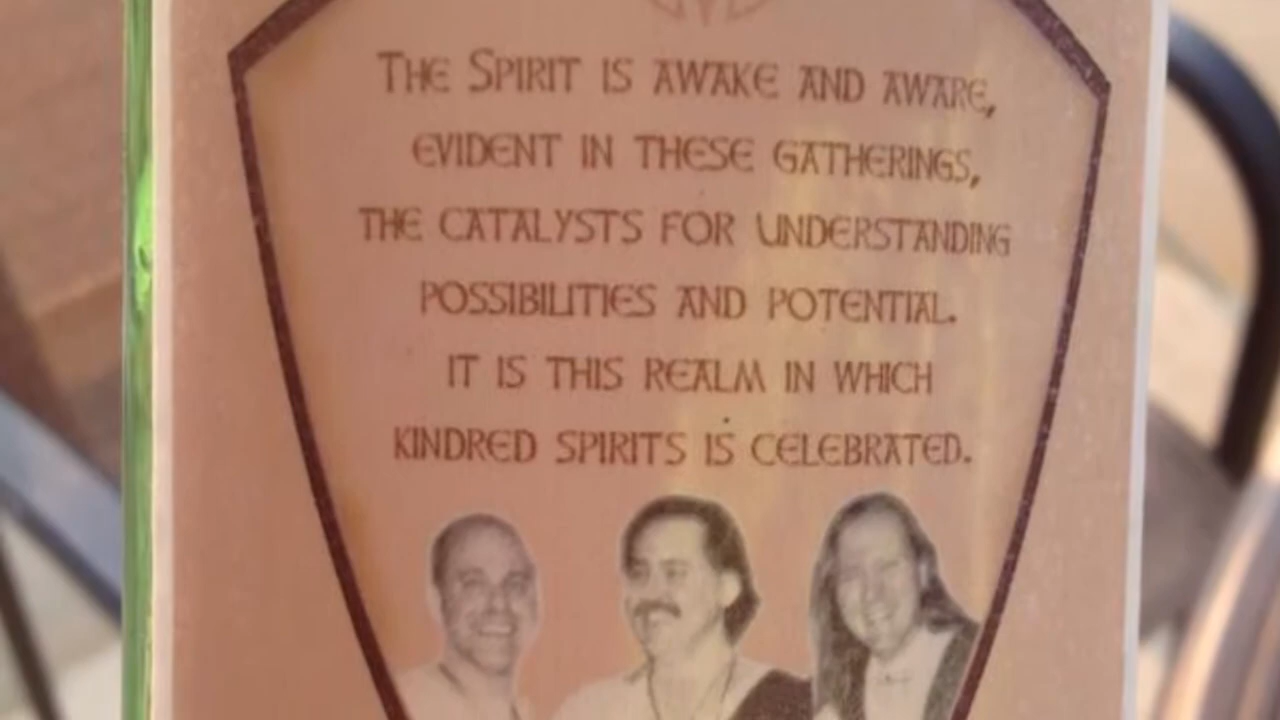 The Spirit is awake and aware,
evident in these gatherings,
the catalysts for understanding
possibilities and potential.
It is this realm in which
kindred spirits is celebrated.